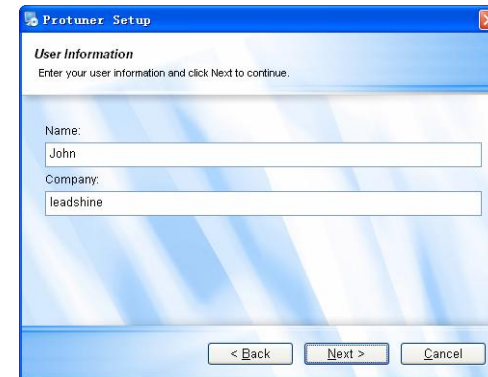 Protuner Setup
User Information
Enter your user information and click Next to continue.
Name:
John
Company:
leadshine
< Back
Next >
Cancel